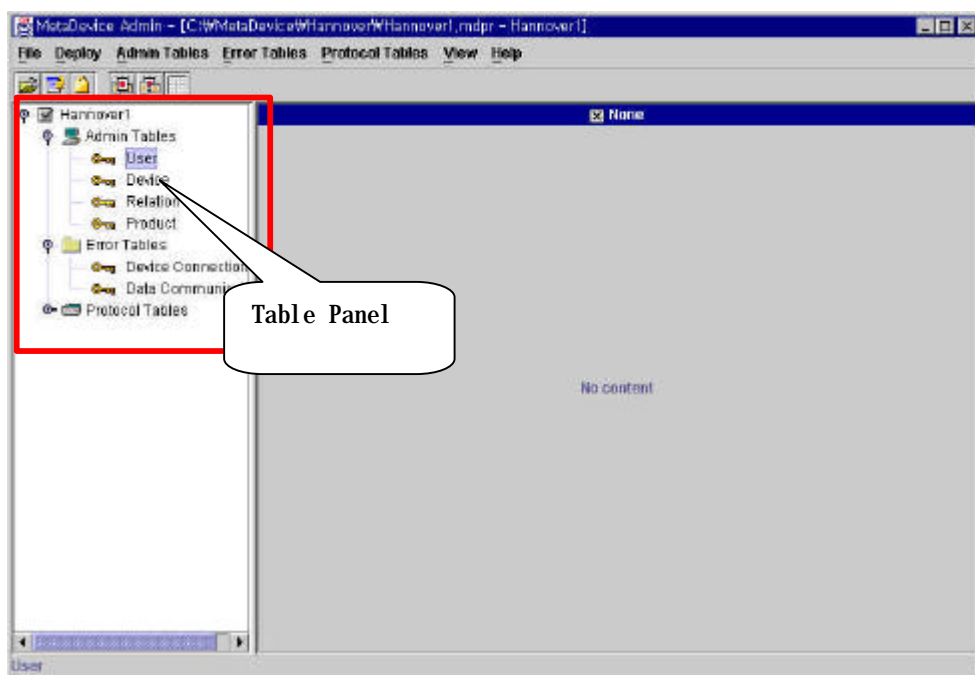 MetaDevice Admin - [C:₩MetaDevice₩Hannover₩Hannover1.mdpr - Hannover1]
File Deploy Admin Tables Error Tables Protocol Tables View Help
Hannover1
None
Admin Tables
User
Device
Relation
Product
Error Tables
Device Connection
Data Communi
Protocol Tables
Table Panel
No content
User